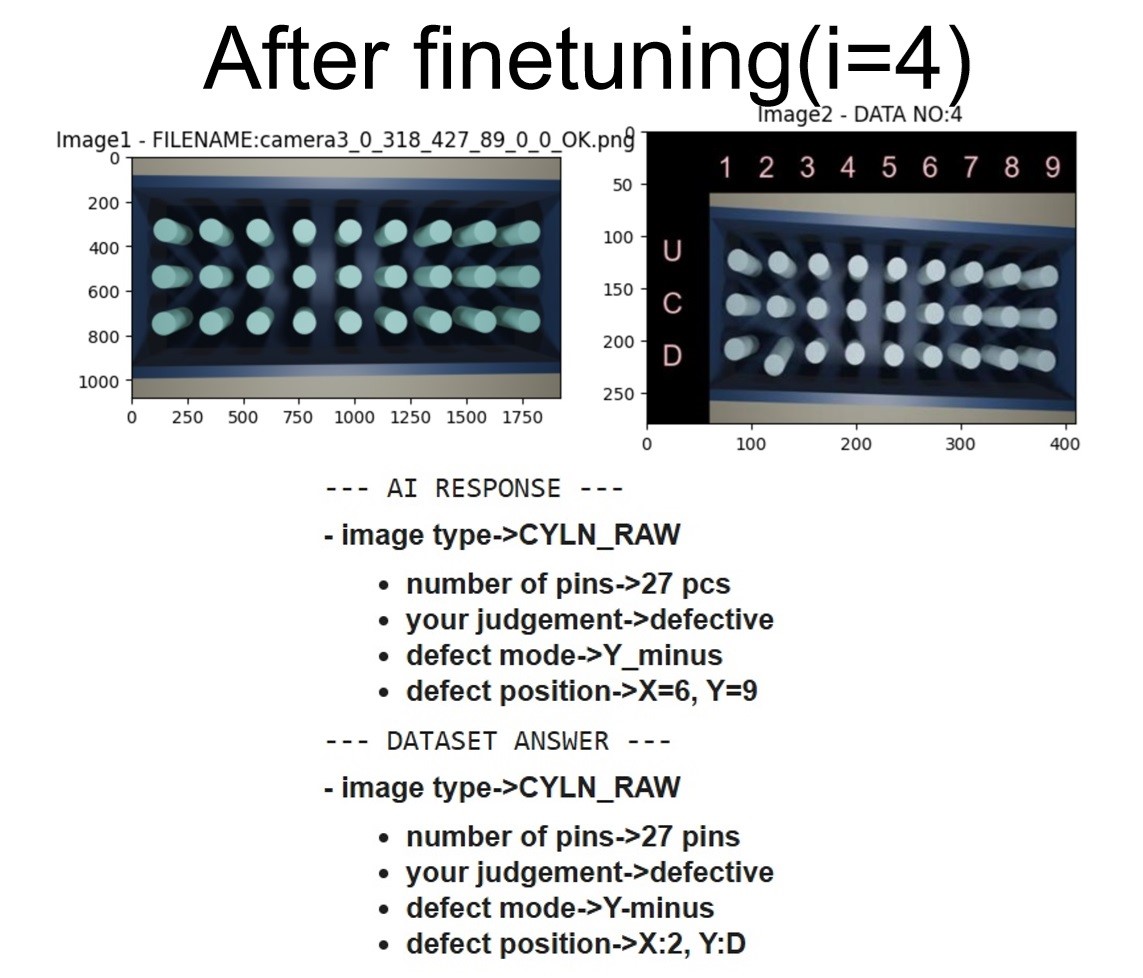 After finetuning(i=4)
Image1 - FILENAME:camera3_0_318_427_89_0_0_OK.png
Image2 - DATA NO:4
0
200
400
600
800
1000
0 250 500 750 1000 1250 1500 1750
0
50
100
150
200
250
1 2 3 4 5 6 7 8 9
U
C
D
0 100 200 300 400
--- AI RESPONSE ---
- image type->CYLN_RAW
• number of pins->27 pcs
• your judgement->defective
• defect mode->Y_minus
• defect position->X=6, Y=9
--- DATASET ANSWER ---
- image type->CYLN_RAW
• number of pins->27 pins
• your judgement->defective
• defect mode->Y-minus
• defect position->X:2, Y:D